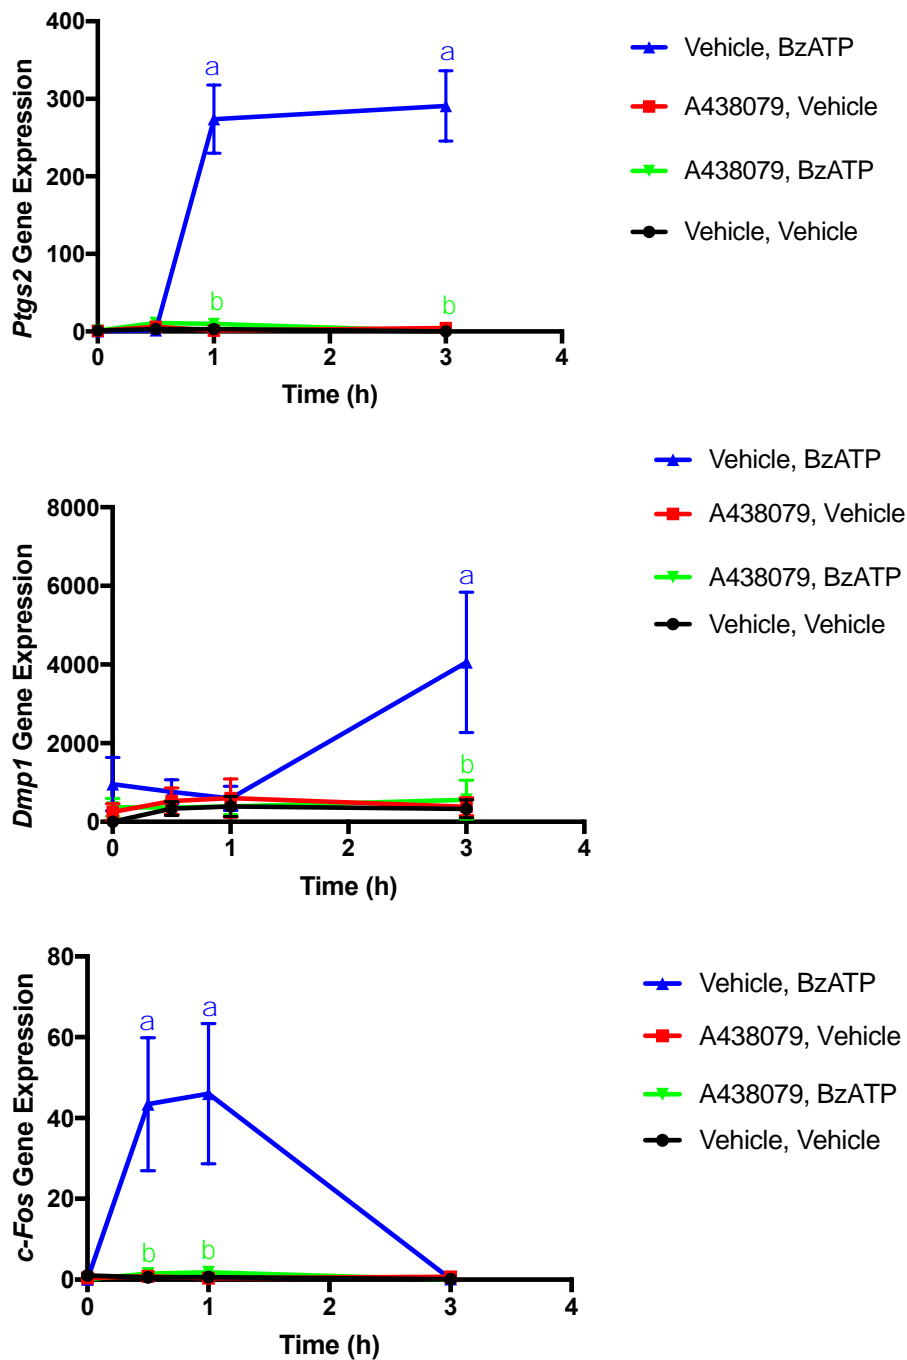 400
300
200
100
0
Ptgs2 Gene Expression
a
a
b
b
0 1 2 3 4
Time (h)
Vehicle, BzATP
A438079, Vehicle
A438079, BzATP
Vehicle, Vehicle
8000
6000
4000
2000
0
Dmp1 Gene Expression
a
b
0 1 2 3 4
Time (h)
Vehicle, BzATP
A438079, Vehicle
A438079, BzATP
Vehicle, Vehicle
80
60
40
20
0
c-Fos Gene Expression
a
a
b
b
0 1 2 3 4
Time (h)
Vehicle, BzATP
A438079, Vehicle
A438079, BzATP
Vehicle, Vehicle